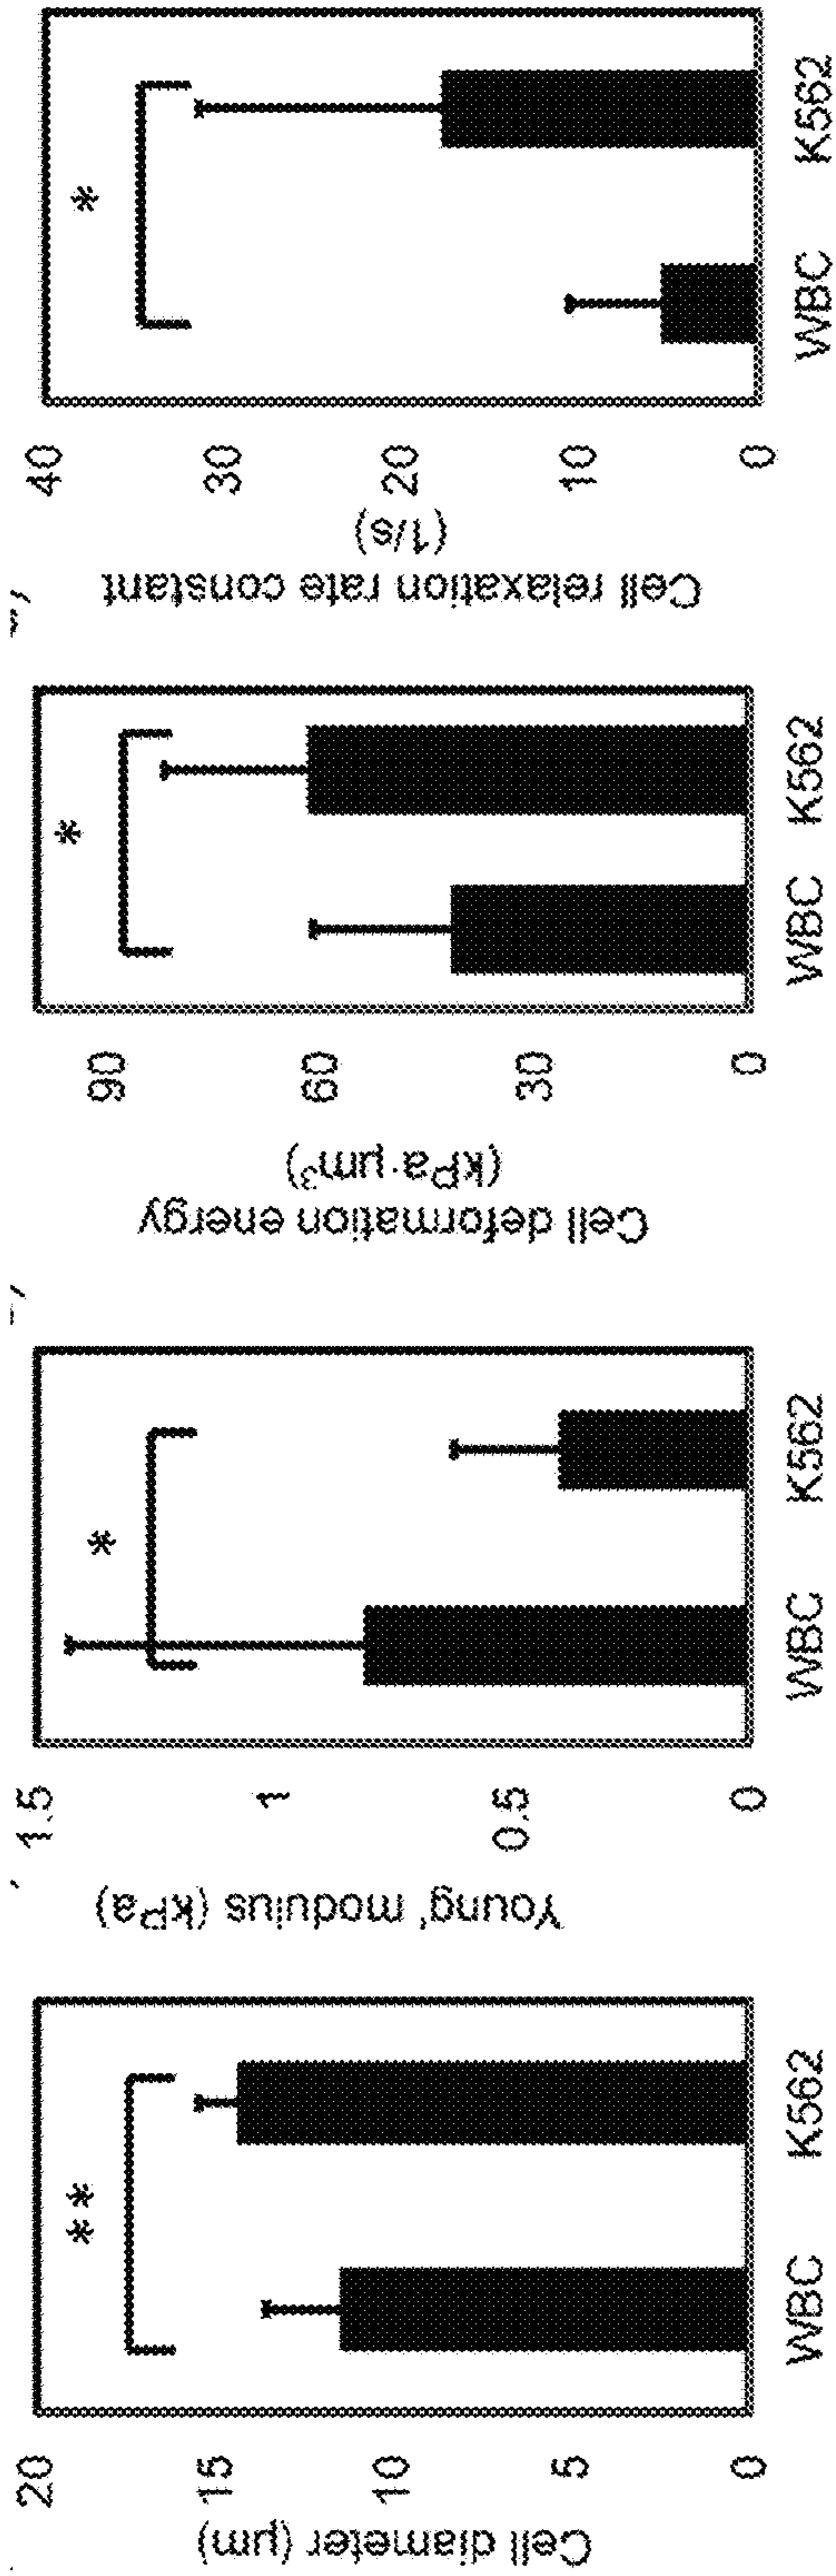 Cell diameter (µm)
20
15
10
5
0
**
WBC K562
Young' modulus (kPa)
1.5
1
0.5
0
*
WBC K562
Cell deformation energy
(kPa·µm³)
90
60
30
0
*
WBC K562
Cell relaxation rate constant
(1/s)
40
30
20
10
0
*
WBC K562